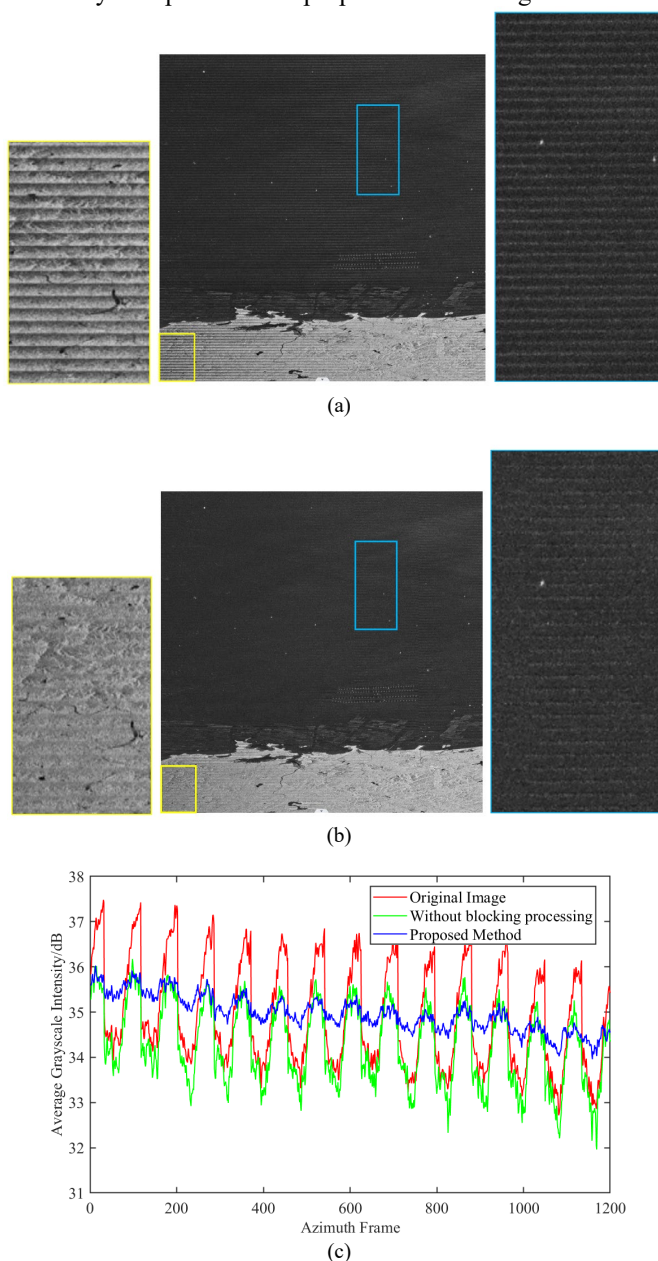 (a)
(b)
38
37
36
35
34
33
32
31
Average Grayscale Intensity/dB
Original Image
Without blocking processing
Proposed Method
0
200
400
600
800
1000
1200
Azimuth Frame
(c)